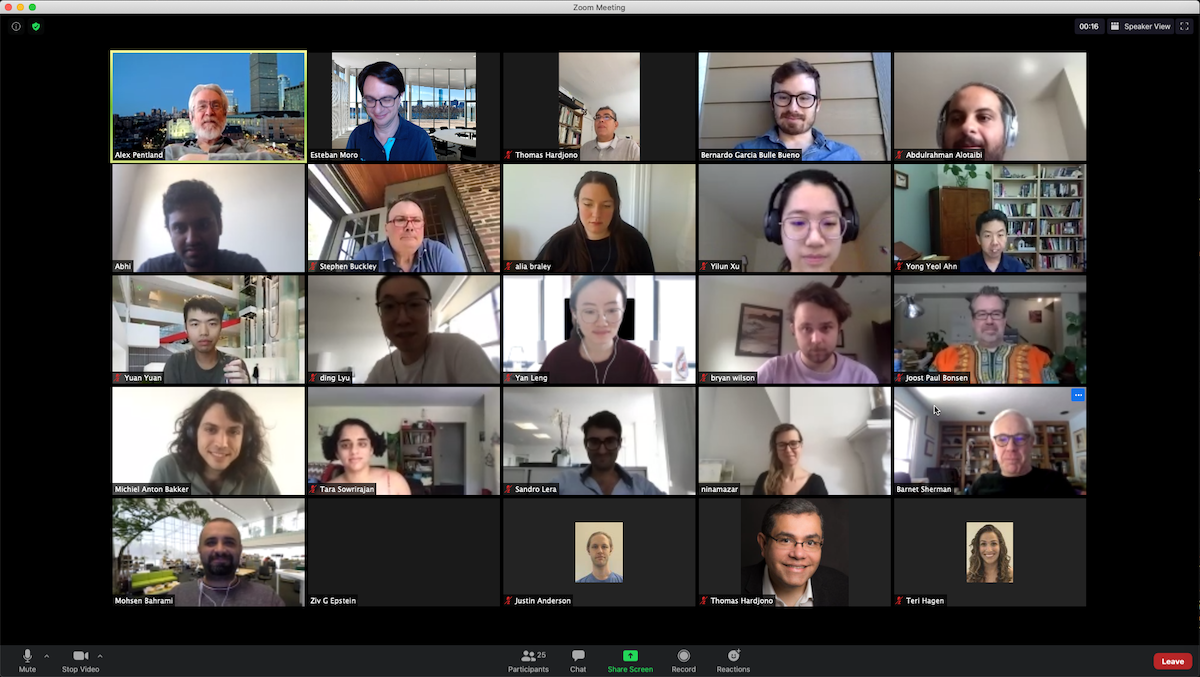 Zoom Meeting
00:16
Speaker View
Alex Pentland
Esteban Moro
Thomas Hardjono
Bernardo Garcia Bulle Bueno
Abdulrahman Alotaibi
Abhi
Stephen Buckley
alia braley
Yilun Xu
Yong Yeol Ahn
Yuan Yuan
ding Lyu
Yan Leng
bryan wilson
Joost Paul Bonsen
Michiel Anton Bakker
Tara Sowrirajan
Sandro Lera
ninamazar
Barnet Sherman
Mohsen Bahrami
Ziv G Epstein
Justin Anderson
Thomas Hardjono
Teri Hagen
Mute
Stop Video
25
Participants
Chat
Share Screen
Record
Reactions
Leave